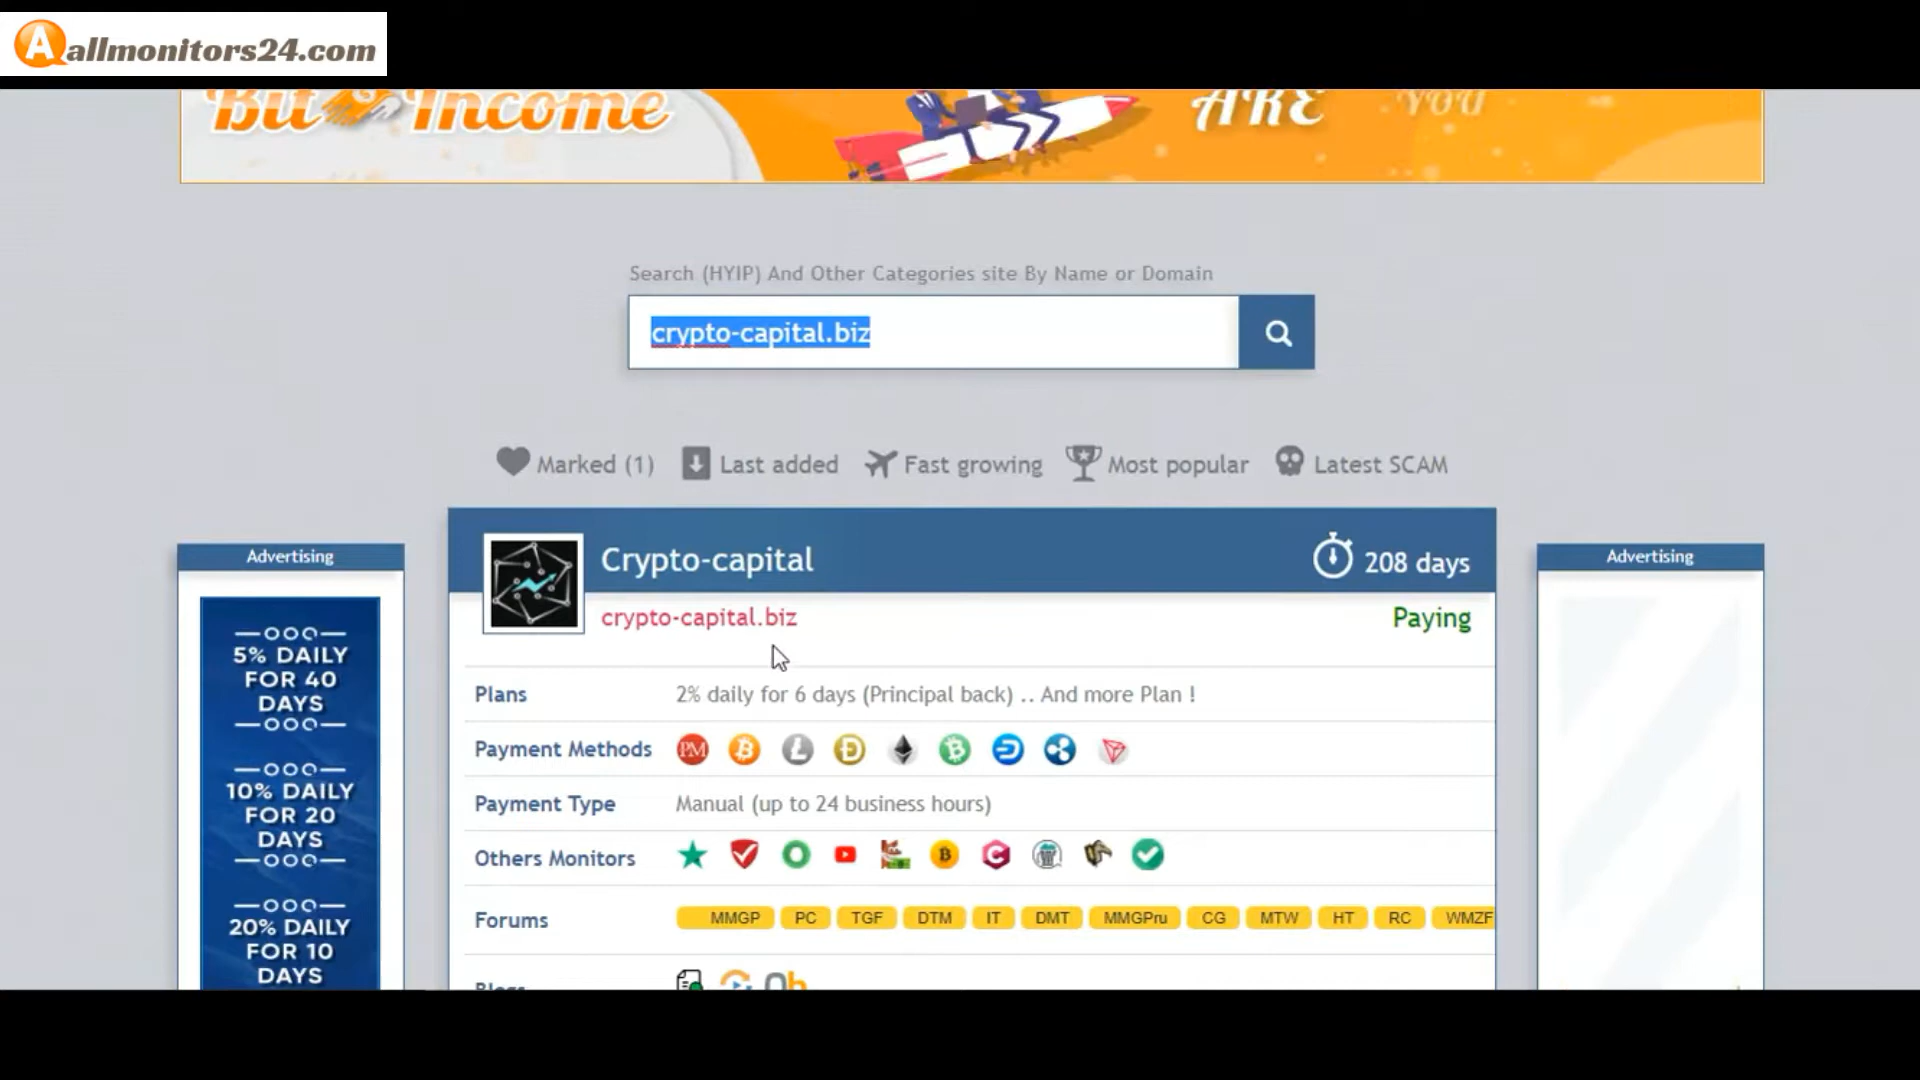 allmonitors24.com
Bit Income
ARE YOU
Search (HYIP) And Other Categories site By Name or Domain
crypto-capital.biz
Marked (1) Last added Fast growing Most popular Latest SCAM
Advertising
Crypto-capital
208 days
Advertising
crypto-capital.biz
Paying
5% DAILY
FOR 40
DAYS
10% DAILY
FOR 20
DAYS
20% DAILY
FOR 10
DAYS
Plans 2% daily for 6 days (Principal back) .. And more Plan !
Payment Methods PM
Payment Type Manual (up to 24 business hours)
Others Monitors
Forums MMGP PC TGF DTM IT DMT MMGPru CG MTW HT RC WMZF
Blogs